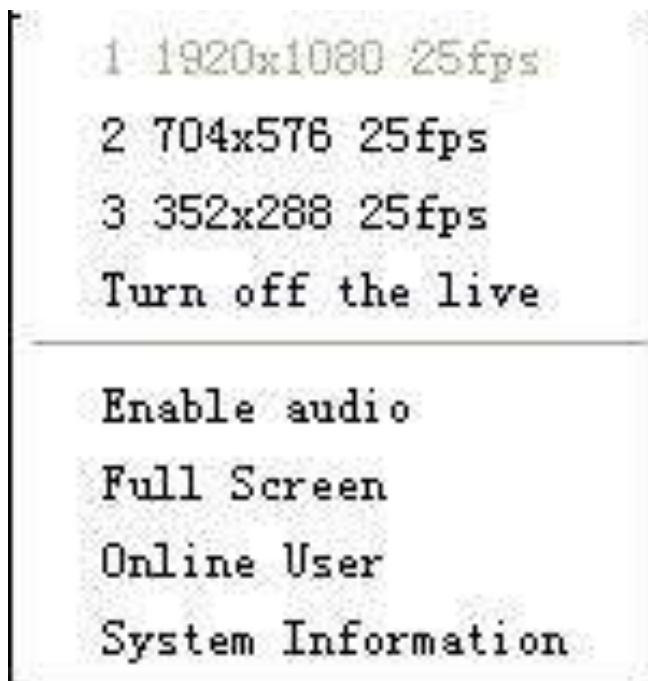 1 1920x1080 25fps
2 704x576 25fps
3 352x288 25fps
Turn off the live
Enable audio
Full Screen
Online User
System Information